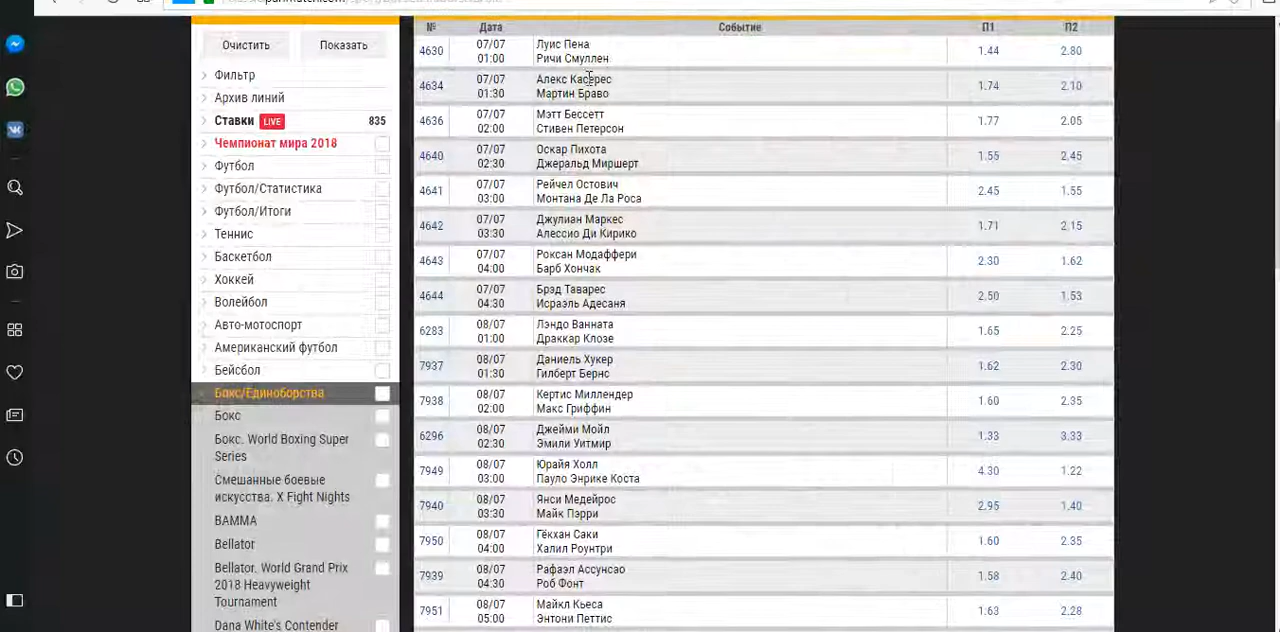 Очистить Показать
Фильтр
Архив линий
Ставки LIVE 835
Чемпионат мира 2018
Футбол
Футбол/Статистика
Футбол/Итоги
Теннис
Баскетбол
Хоккей
Волейбол
Авто-мотоспорт
Американский футбол
Бейсбол
Бокс/Единоборства
Бокс
Бокс. World Boxing Super
Series
Смешанные боевые
искусства. X Fight Nights
BAMMA
Bellator
Bellator. World Grand Prix
2018 Heavyweight
Tournament
Dana White's Contender
№ Дата Событие П1 П2
4630 07/07 01:00 Луис Пена 1.44 2.80
Ричи Смуллен
4634 07/07 01:30 Алекс Касерес 1.74 2.10
Мартин Браво
4636 07/07 02:00 Мэтт Бессетт 1.77 2.05
Стивен Петерсон
4640 07/07 02:30 Оскар Пихота 1.55 2.45
Джеральд Миршерт
4641 07/07 03:00 Рейчел Остович 2.45 1.55
Монтана Де Ла Роса
4642 07/07 03:30 Джулиан Маркес 1.71 2.15
Алессио Ди Кирико
4643 07/07 04:00 Роксан Модаффери 2.30 1.62
Барб Хончак
4644 07/07 04:30 Брэд Таварес 2.50 1.53
Исраэль Адесаня
6283 08/07 01:00 Лэндо Ванната 1.65 2.25
Драккар Клозе
7937 08/07 01:30 Даниель Хукер 1.62 2.30
Гилберт Бернс
7938 08/07 02:00 Кертис Миллендер 1.60 2.35
Макс Гриффин
6296 08/07 02:30 Джейми Мойл 1.33 3.33
Эмили Уитмир
7949 08/07 03:00 Юрайя Холл 4.30 1.22
Пауло Энрике Коста
7940 08/07 03:30 Янси Медейрос 2.95 1.40
Майк Пэрри
7950 08/07 04:00 Гёкхан Саки 1.60 2.35
Халил Роунтри
7939 08/07 04:30 Рафаэл Ассунсао 1.58 2.40
Роб Фонт
7951 08/07 05:00 Майкл Кьеса 1.63 2.28
Энтони Петтис